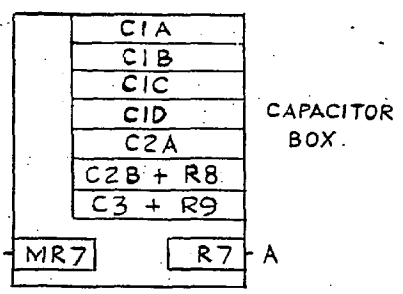 C1A
C1B
C1C
C1D
C2A
C2B + R8
C3 + R9
CAPACITOR
BOX.
MR7 R7 A